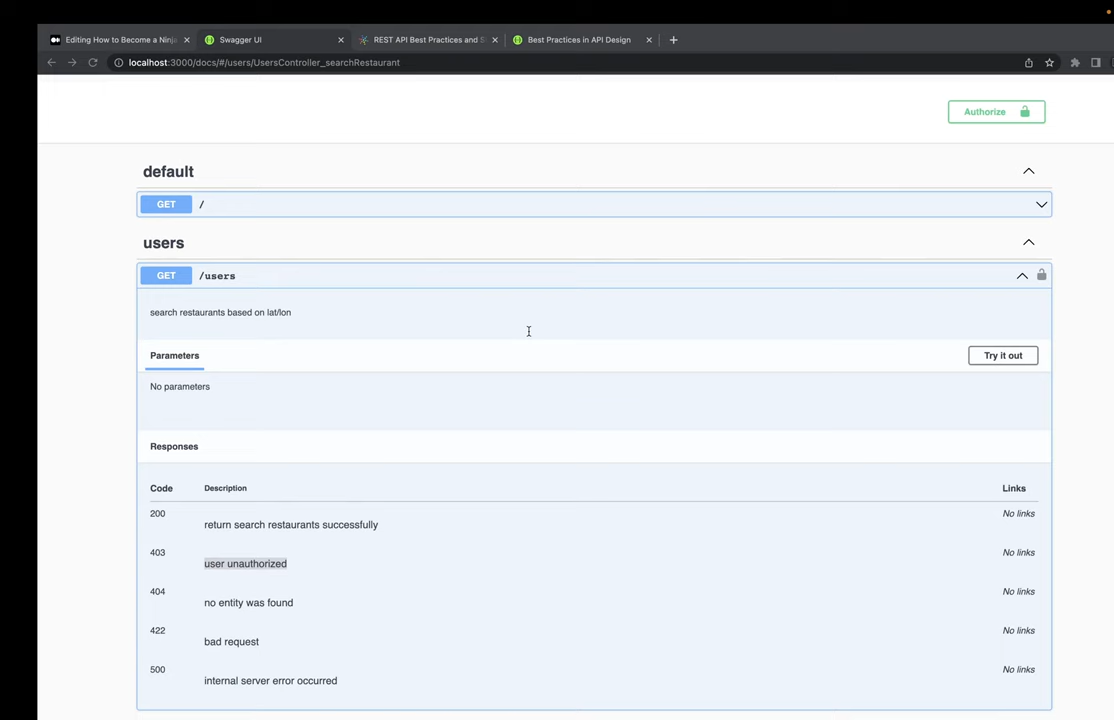 Editing How to Become a Ninja
Swagger UI
REST API Best Practices and S
Best Practices in API Design
localhost:3000/docs/#/users/UsersController_searchRestaurant
Authorize
default
GET /
users
GET /users
search restaurants based on lat/lon
Parameters
Try it out
No parameters
Responses
Code Description Links
200 No links
return search restaurants successfully
403 No links
user unauthorized
404 No links
no entity was found
422 No links
bad request
500 No links
internal server error occurred